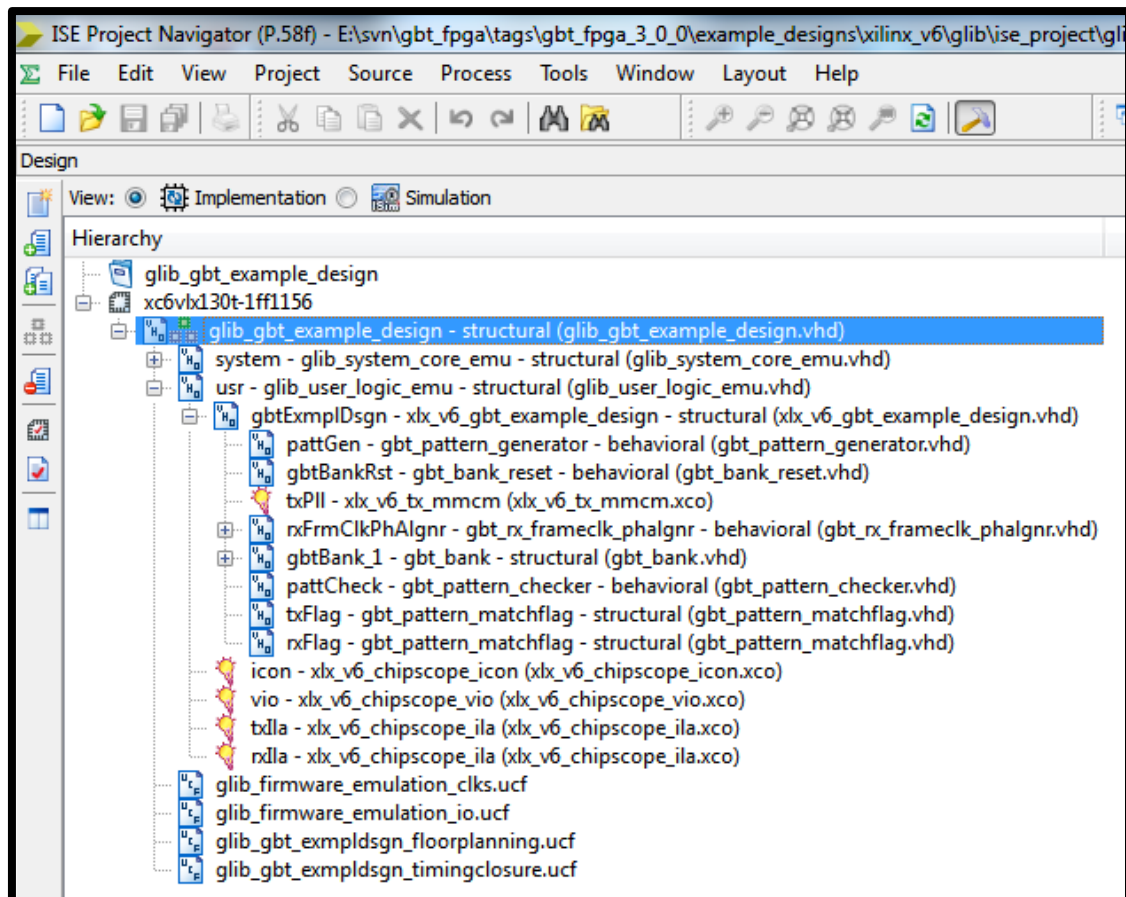 ISE Project Navigator (P.58f) - E:\svn\gbt_fpga\tags\gbt_fpga_3_0_0\example_designs\xilinx_v6\glib\ise_project\gli
File Edit View Project Source Process Tools Window Layout Help
Design
View: Implementation Simulation
Hierarchy
glib_gbt_example_design
xc6vlx130t-1ff1156
glib_gbt_example_design - structural (glib_gbt_example_design.vhd)
system - glib_system_core_emu - structural (glib_system_core_emu.vhd)
usr - glib_user_logic_emu - structural (glib_user_logic_emu.vhd)
gbtExmplDsgn - xlx_v6_gbt_example_design - structural (xlx_v6_gbt_example_design.vhd)
pattGen - gbt_pattern_generator - behavioral (gbt_pattern_generator.vhd)
gbtBankRst - gbt_bank_reset - behavioral (gbt_bank_reset.vhd)
txPll - xlx_v6_tx_mmcm (xlx_v6_tx_mmcm.xco)
rxFrmClkPhAlgnr - gbt_rx_frameclk_phalgnr - behavioral (gbt_rx_frameclk_phalgnr.vhd)
gbtBank_1 - gbt_bank - structural (gbt_bank.vhd)
pattCheck - gbt_pattern_checker - behavioral (gbt_pattern_checker.vhd)
txFlag - gbt_pattern_matchflag - structural (gbt_pattern_matchflag.vhd)
rxFlag - gbt_pattern_matchflag - structural (gbt_pattern_matchflag.vhd)
icon - xlx_v6_chipscope_icon (xlx_v6_chipscope_icon.xco)
vio - xlx_v6_chipscope_vio (xlx_v6_chipscope_vio.xco)
txIla - xlx_v6_chipscope_ila (xlx_v6_chipscope_ila.xco)
rxIla - xlx_v6_chipscope_ila (xlx_v6_chipscope_ila.xco)
glib_firmware_emulation_clks.ucf
glib_firmware_emulation_io.ucf
glib_gbt_exmpldsgn_floorplanning.ucf
glib_gbt_exmpldsgn_timingclosure.ucf